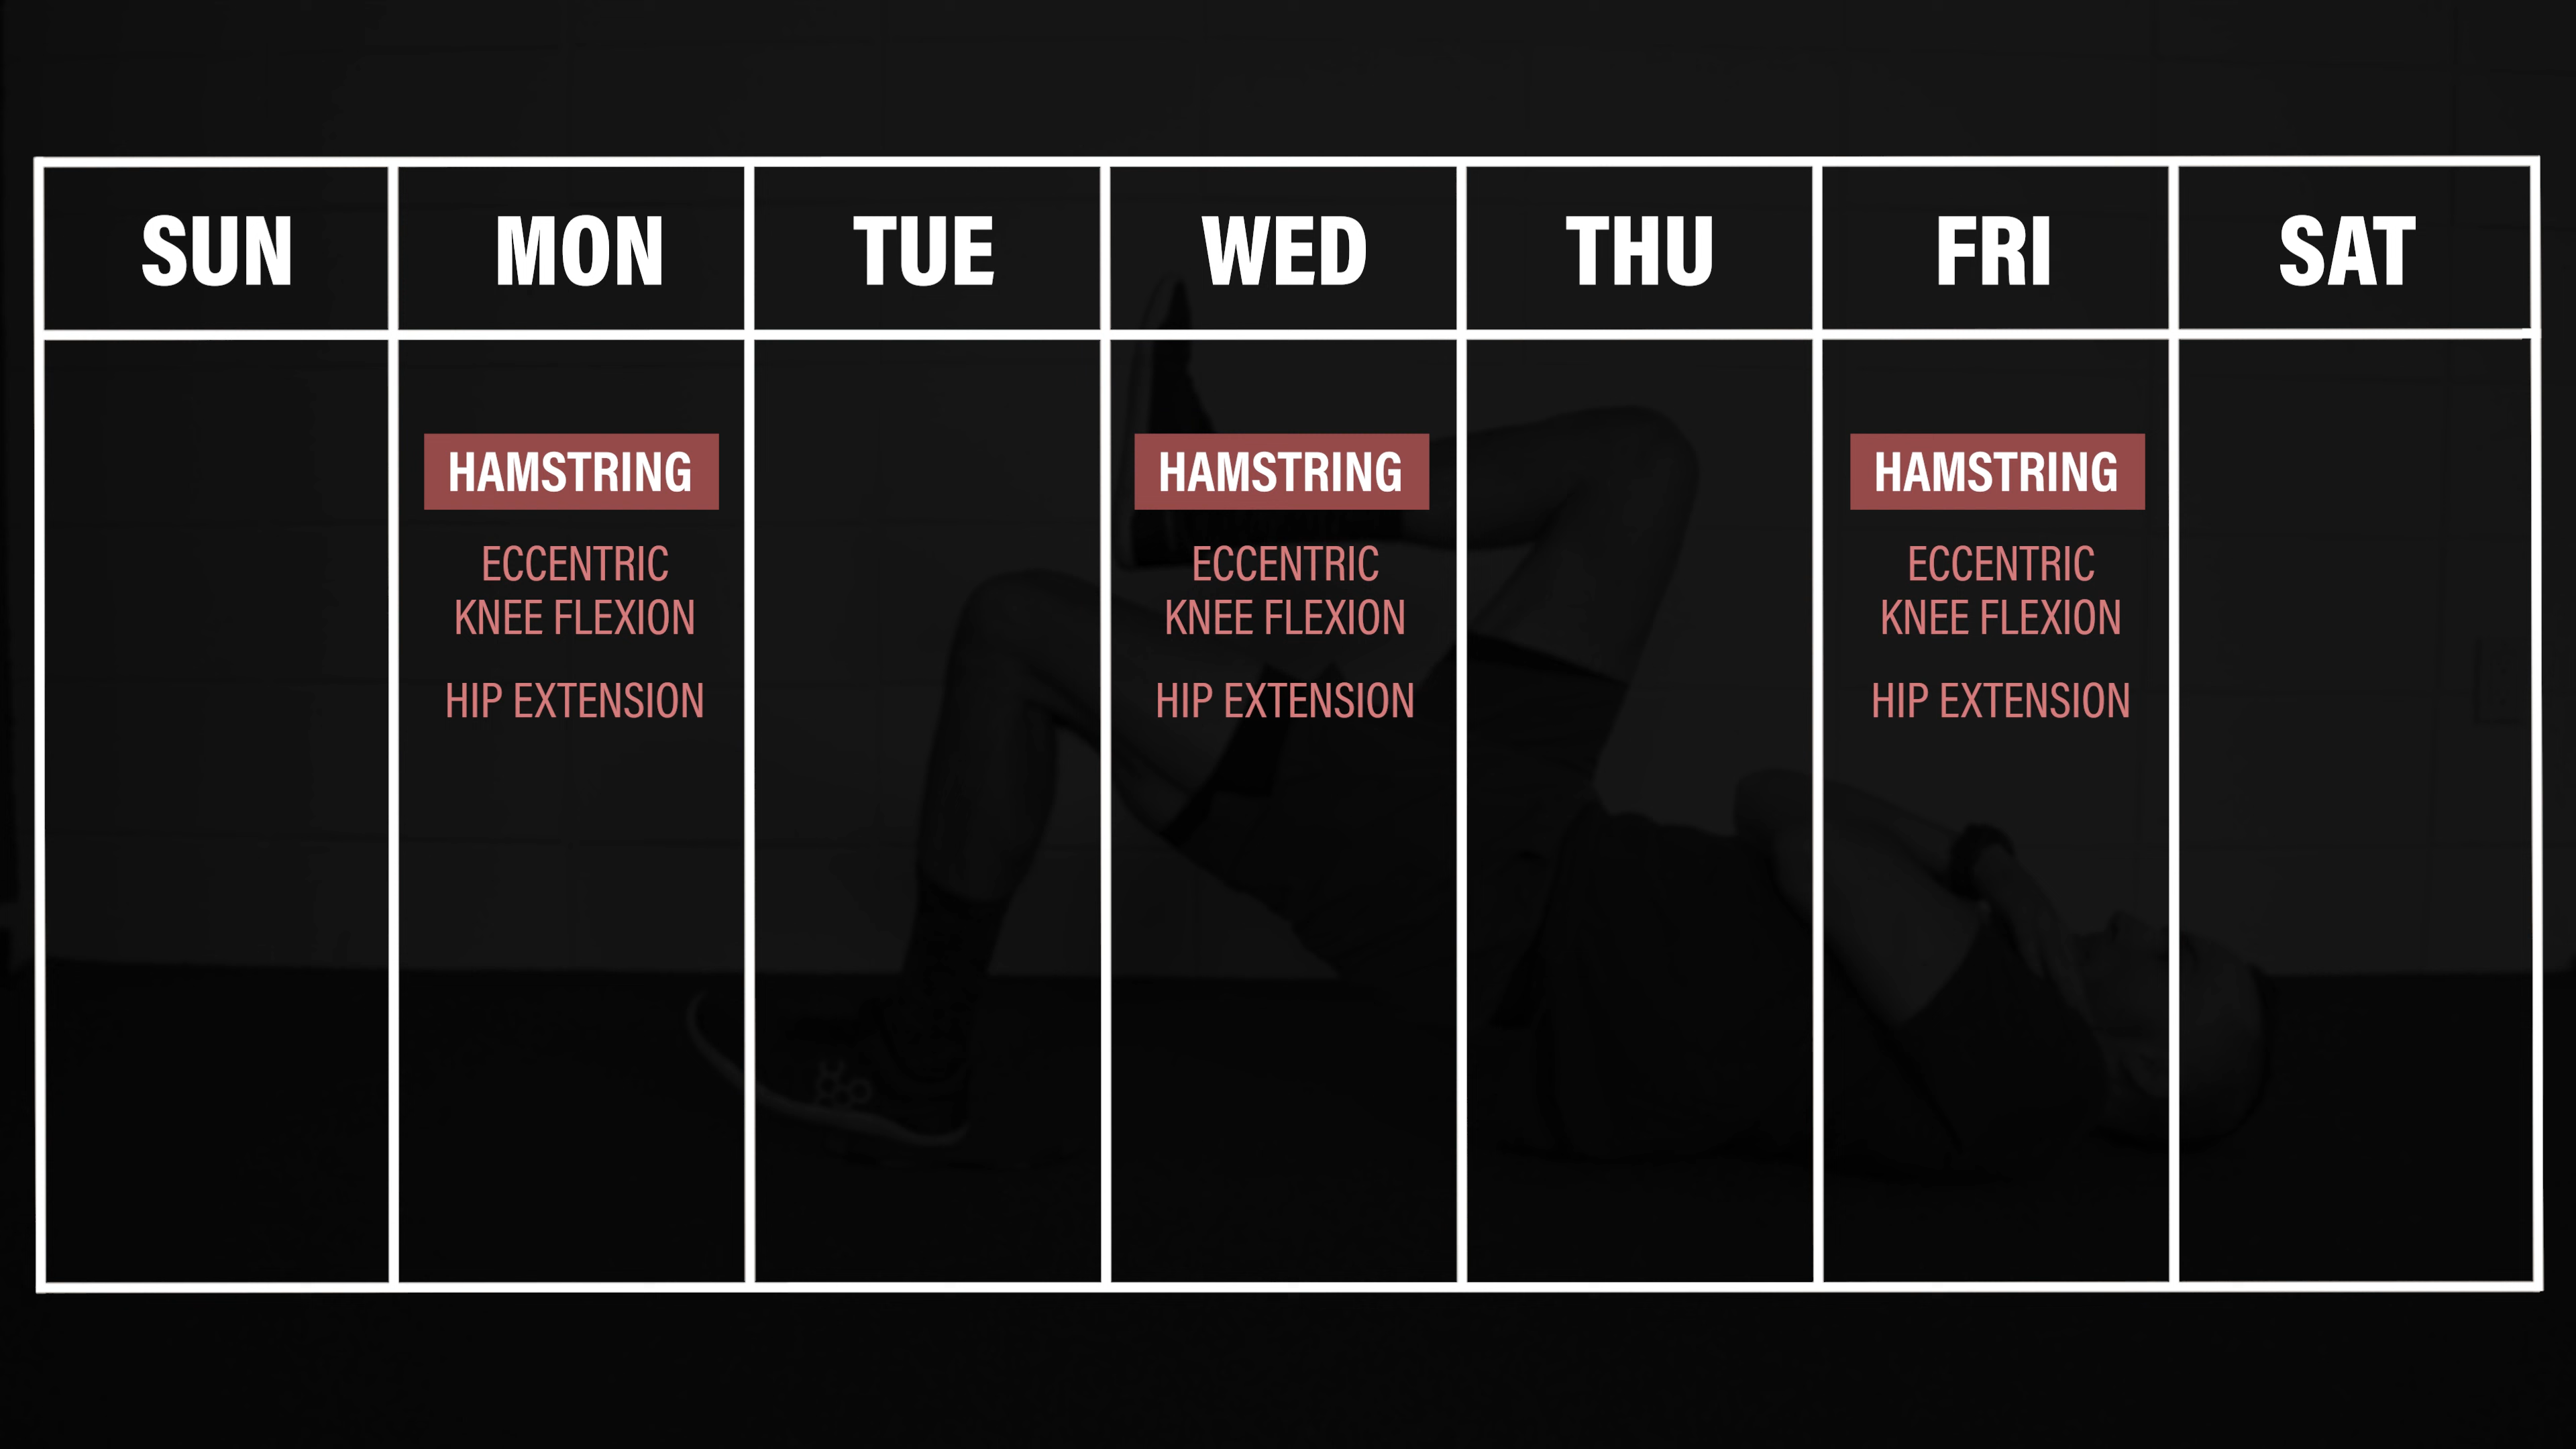 SUN MON TUE WED THU FRI SAT
HAMSTRING
ECCENTRIC
KNEE FLEXION
HIP EXTENSION
HAMSTRING
ECCENTRIC
KNEE FLEXION
HIP EXTENSION
HAMSTRING
ECCENTRIC
KNEE FLEXION
HIP EXTENSION